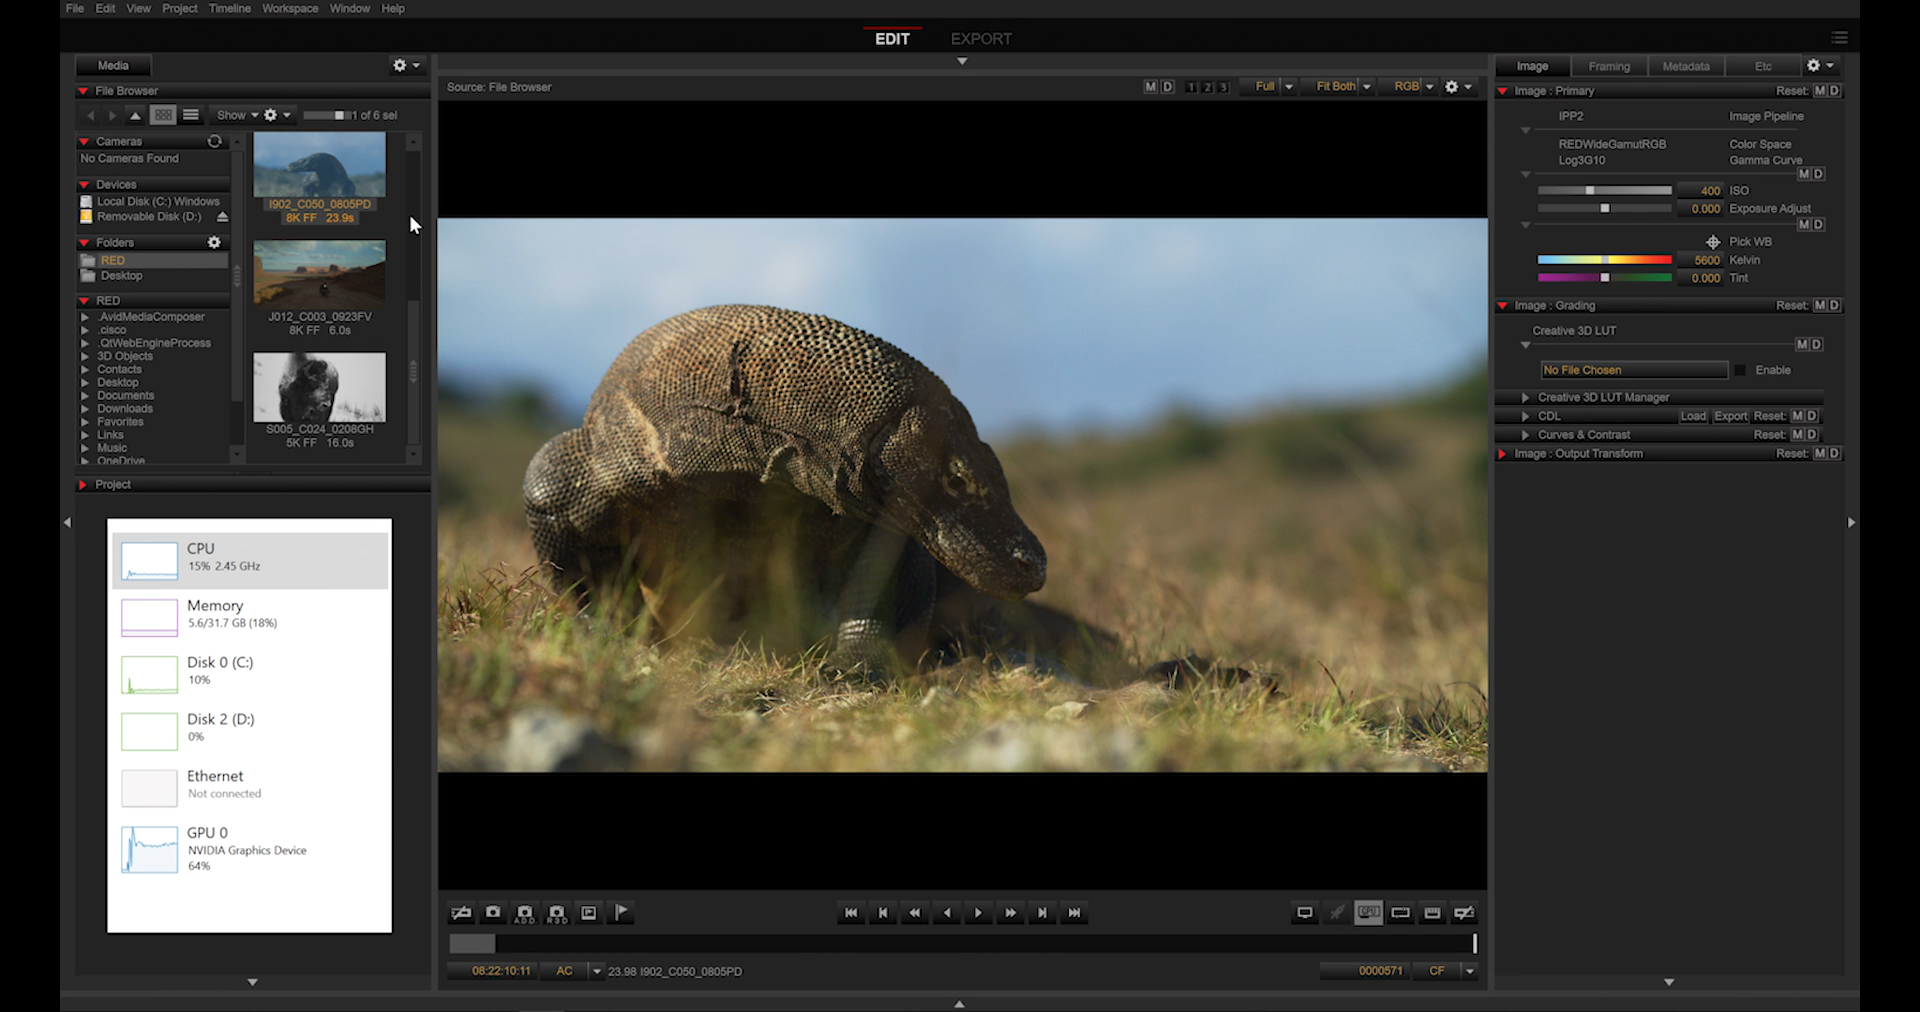 File Edit View Project Timeline Workspace Window Help
EDIT EXPORT
Media
File Browser
Show 1 of 6 sel
Cameras
No Cameras Found
Devices
Local Disk (C:) Windows
Removable Disk (D:)
Folders
RED
Desktop
RED
.AvidMediaComposer
.cisco
.QtWebEngineProcess
3D Objects
Contacts
Desktop
Documents
Downloads
Favorites
Links
Music
OneDrive
I902_C050_0805PD
8K FF 23.9s
J012_C003_0923FV
8K FF 6.0s
S005_C024_0208GH
5K FF 16.0s
Project
CPU
15% 2.45 GHz
Memory
5.6/31.7 GB (18%)
Disk 0 (C:)
10%
Disk 2 (D:)
0%
Ethernet
Not connected
GPU 0
NVIDIA Graphics Device
64%
Source: File Browser M D 1 2 3 Full Fit Both RGB
ADD R3D GPU
08:22:10:11 AC 23.98 I902_C050_0805PD 0000571 CF
Image Framing Metadata Etc
Image : Primary Reset: M D
IPP2 Image Pipeline
REDWideGamutRGB Color Space
Log3G10 Gamma Curve
M D
400 ISO
0.000 Exposure Adjust
M D
Pick WB
5600 Kelvin
0.000 Tint
Image : Grading Reset: M D
Creative 3D LUT
M D
No File Chosen Enable
Creative 3D LUT Manager
CDL Load Export Reset: M D
Curves & Contrast Reset: M D
Image : Output Transform Reset: M D